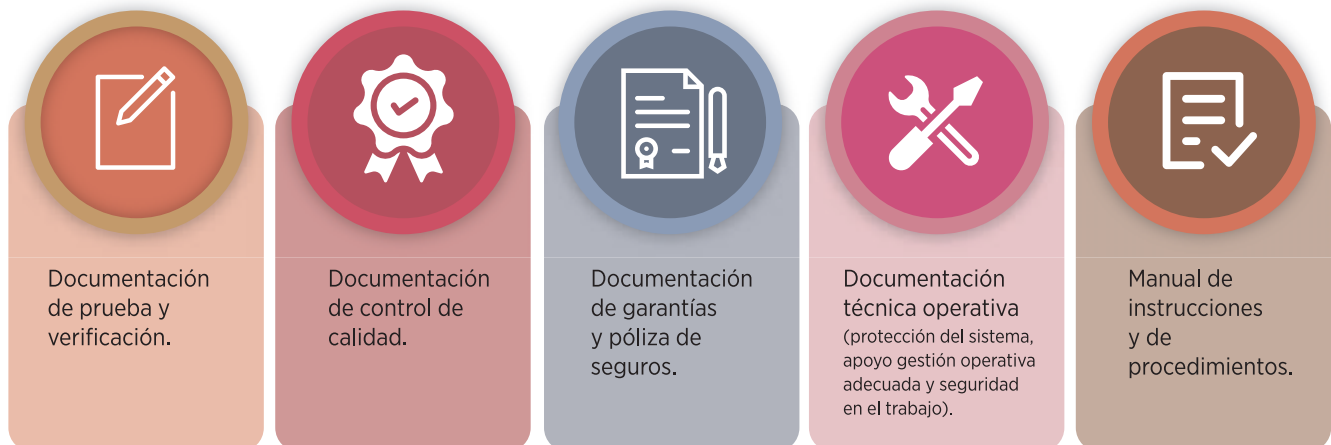 Documentación
de prueba y
verificación.
Documentación
de control de
calidad.
Documentación
de garantías
y póliza de
seguros.
Documentación
técnica operativa
(protección del sistema,
apoyo gestión operativa
adecuada y seguridad
en el trabajo).
Manual de
instrucciones
y de
procedimientos.